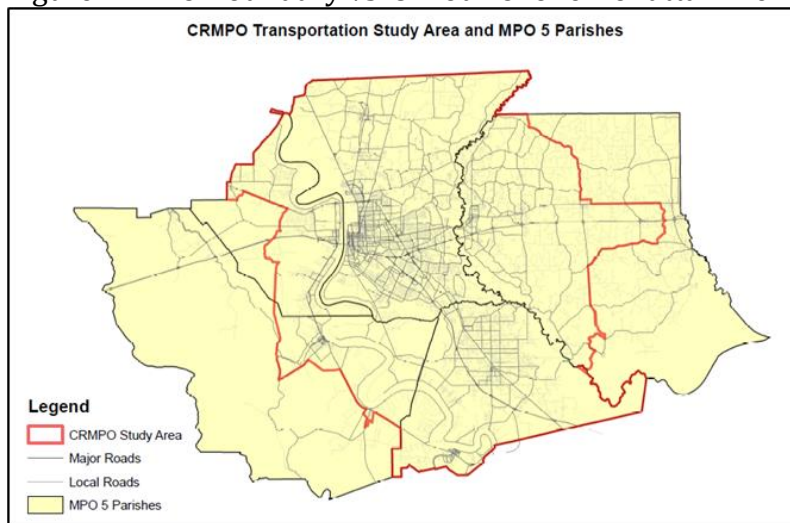 CRMPO Transportation Study Area and MPO 5 Parishes
Legend
CRMPO Study Area
Major Roads
Local Roads
MPO 5 Parishes